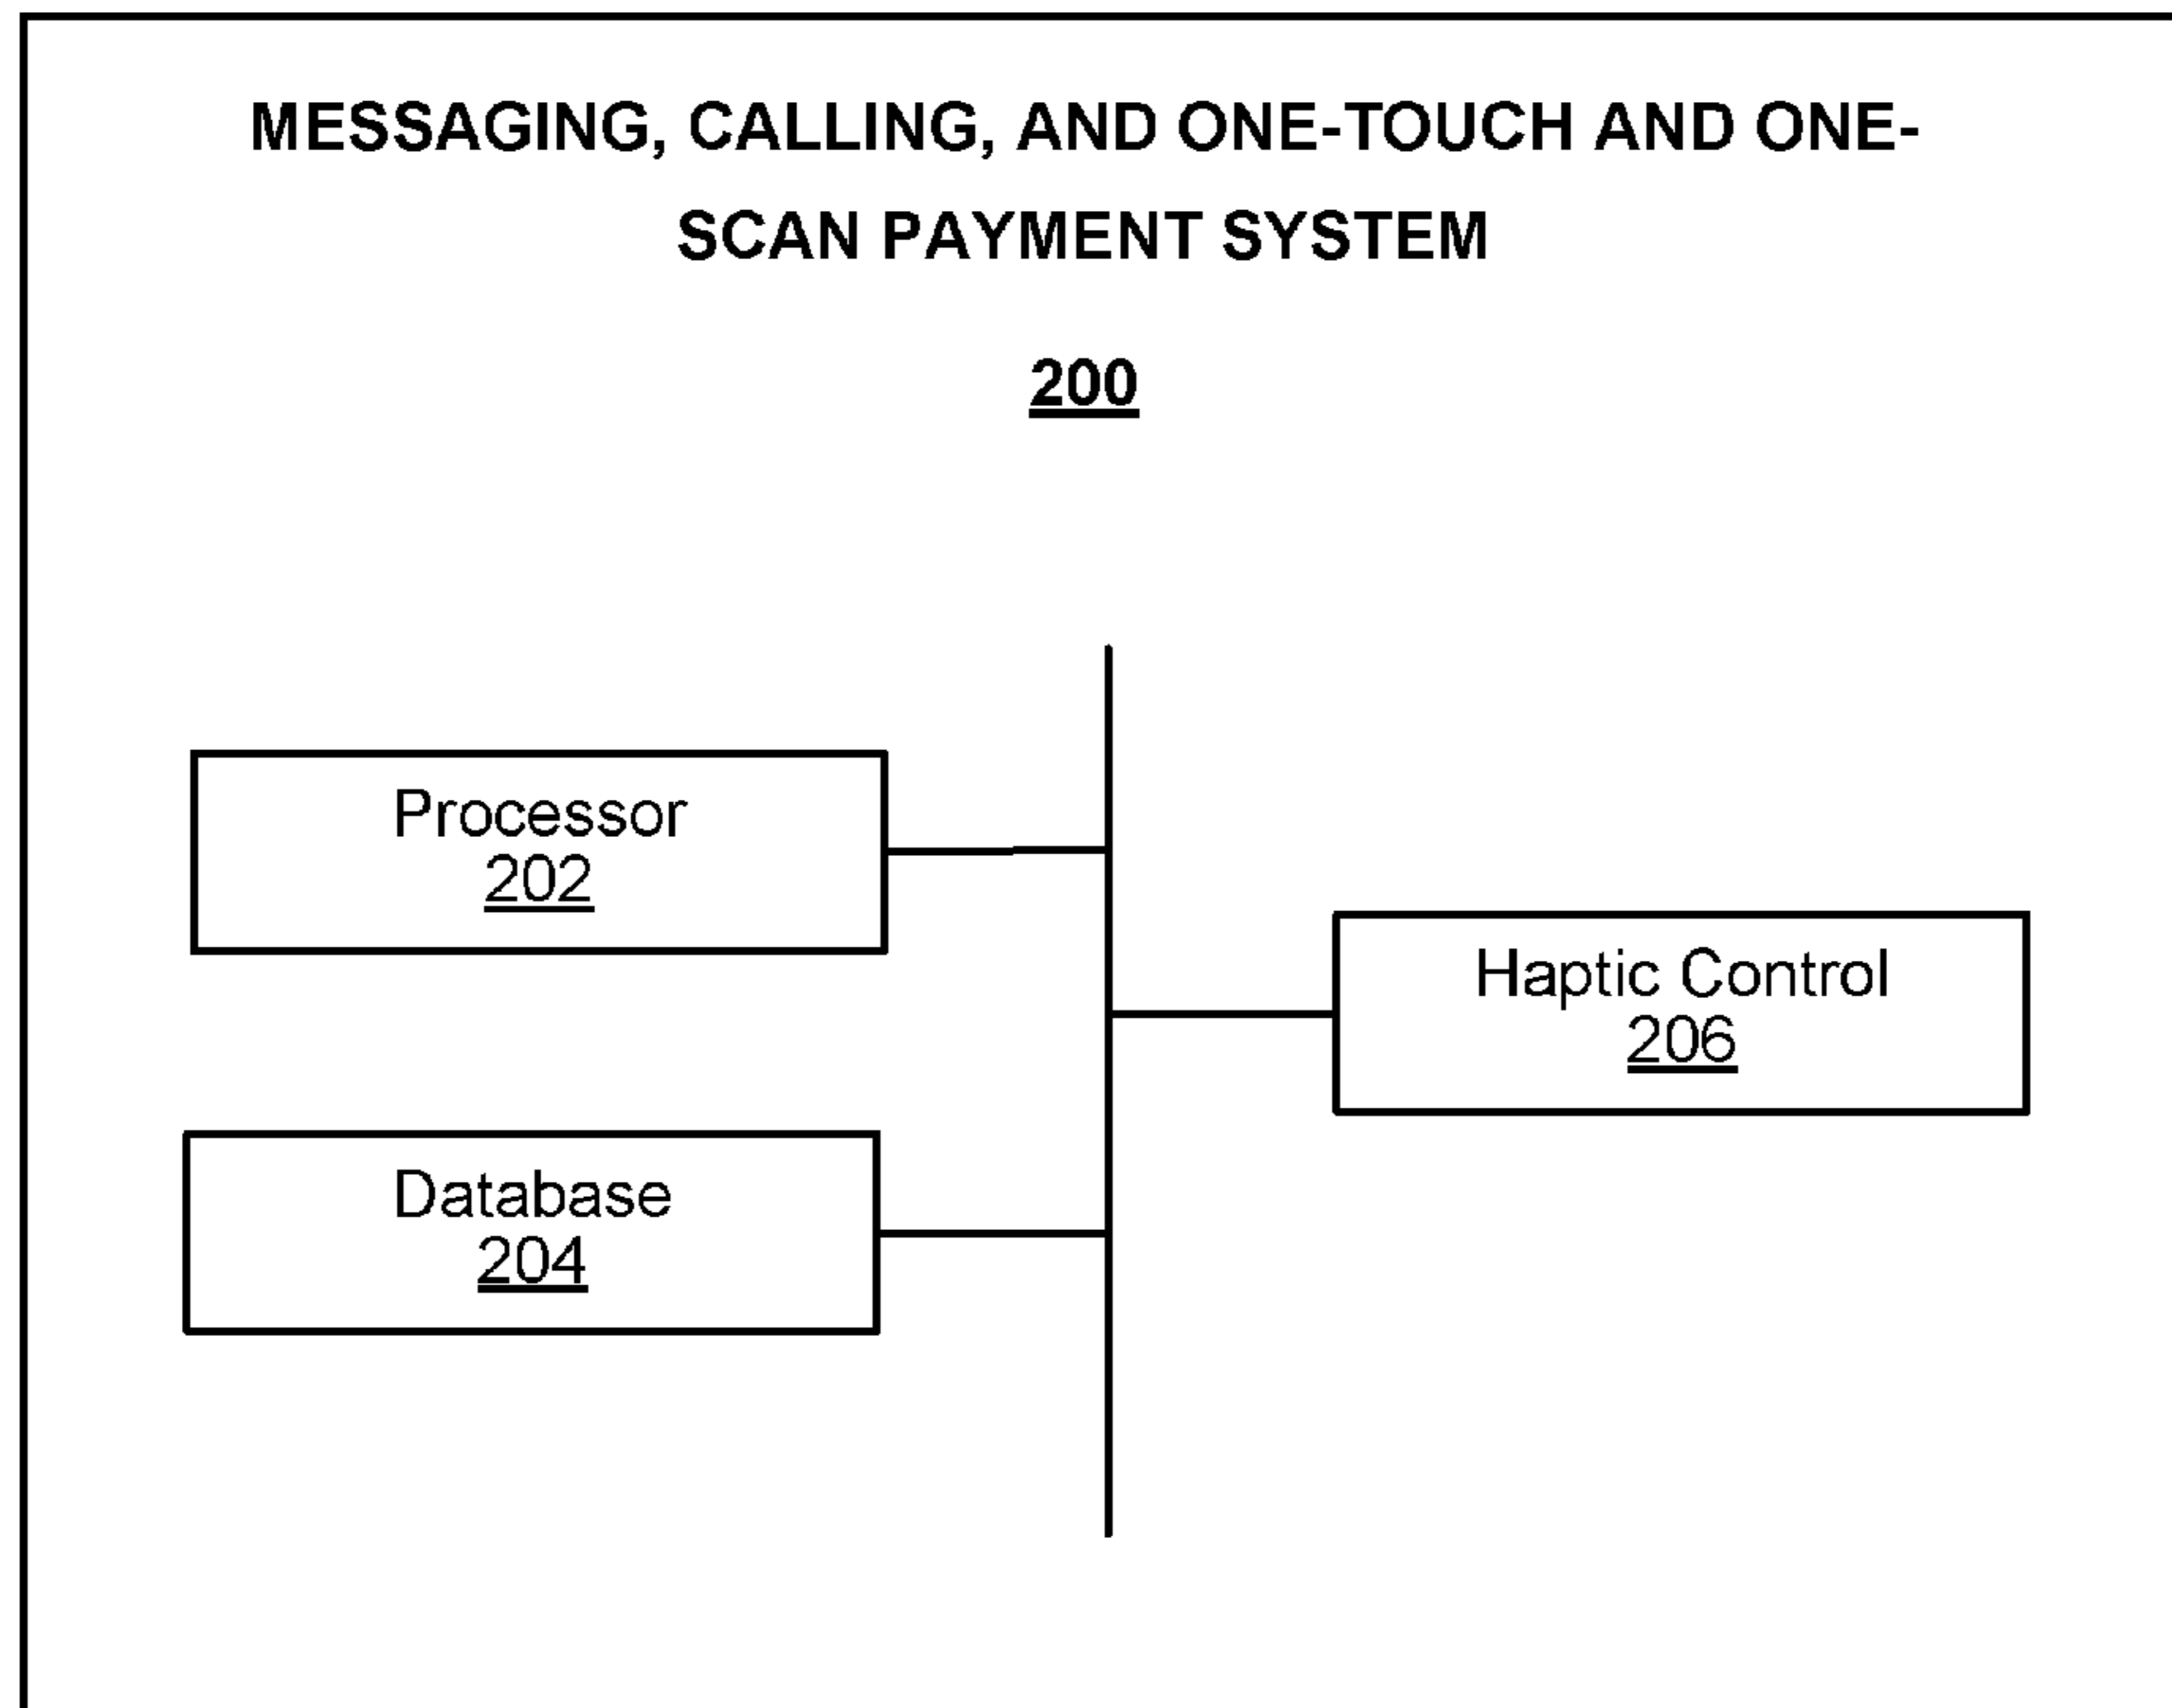 MESSAGING, CALLING, AND ONE-TOUCH AND ONE-
SCAN PAYMENT SYSTEM
200
Processor
202
Haptic Control
206
Database
204